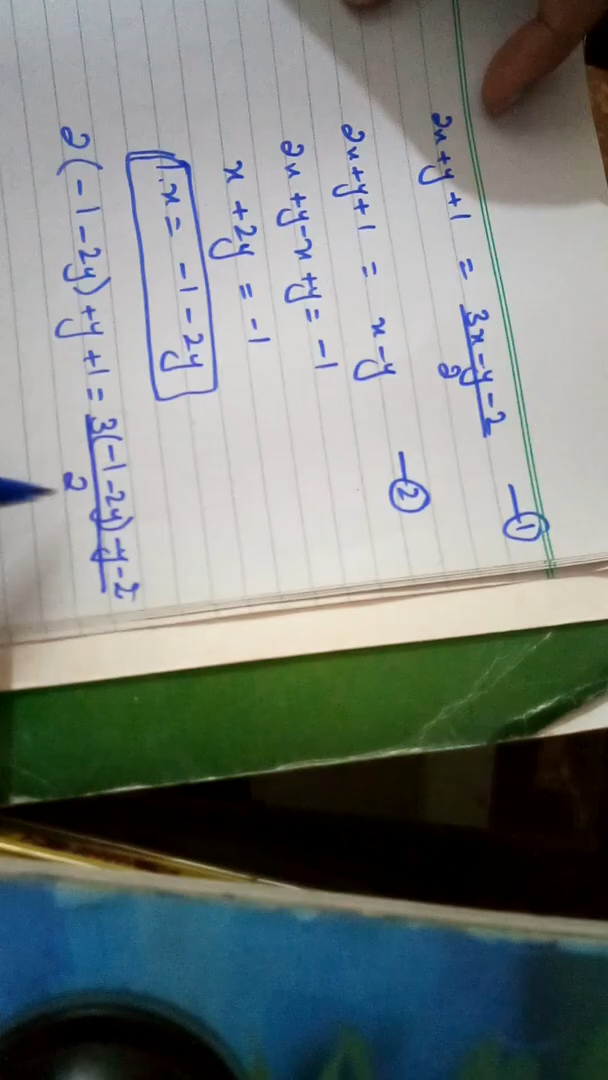 2x + y + 1 = 3x - y - 2 / 2 — ①
2x + y + 1 = x - y — ②
2x + y - x + y = -1
x + 2y = -1
x = -1 - 2y
2(-1 - 2y) + y + 1 = 3(-1 - 2y) - y - 2 / 2